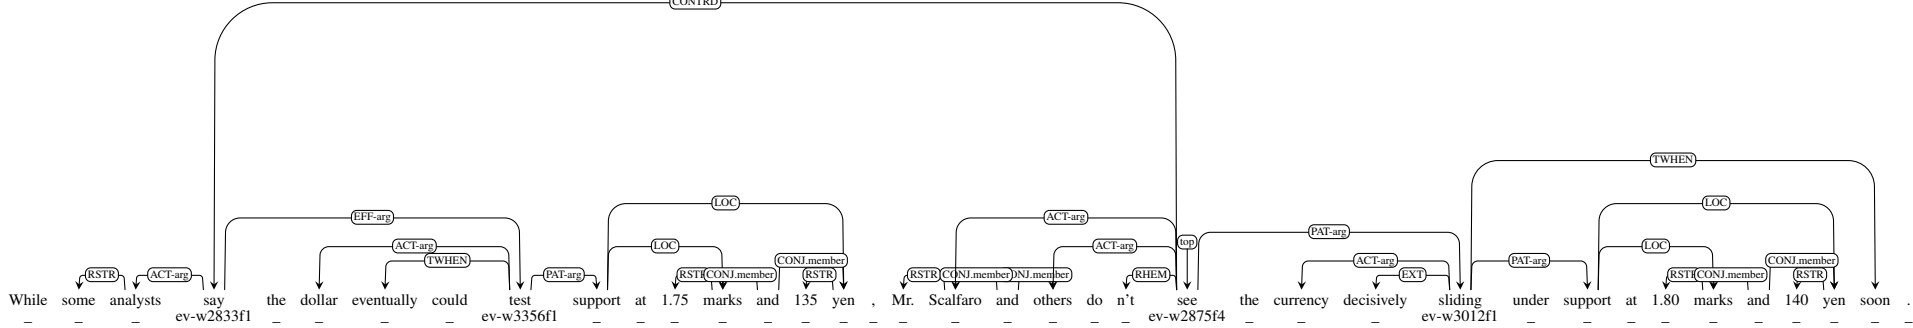 CONTRD
TWHEN
LOC LOC
EFF-arg ACT-arg
PAT-arg
top
ACT-arg LOC ACT-arg LOC
TWHEN CONJ.member ACT-arg PAT-arg CONJ.member
RSTR ACT-arg PAT-arg CONJ.member RSTR RSTR CONJ.member RHEM EXT CONJ.member RSTR
While some analysts say the dollar eventually could test support at 1.75 marks and 135 yen , Mr. Scalfaro and others do n't see the currency decisively sliding under support at 1.80 marks and 140 yen soon .
_ _ _ ev-w2833f1 _ _ _ _ ev-w3356f1 _ _ _ _ _ _ _ _ _ _ _ _ _ _ ev-w2875f4 _ _ _ ev-w3012f1 _ _ _ _ _ _ _ _ _ _